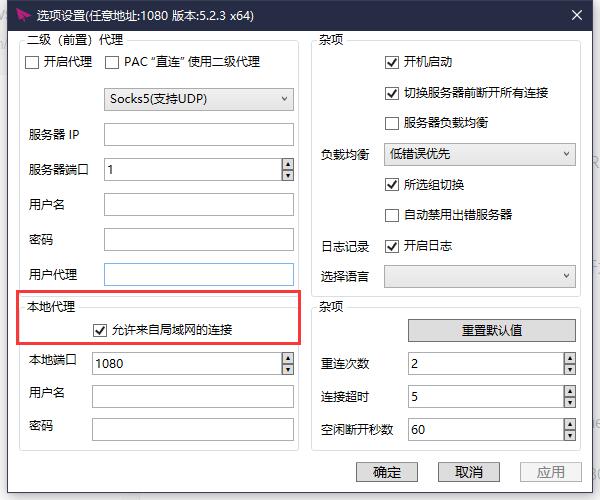 选项设置(任意地址:1080 版本:5.2.3 x64)
二级（前置）代理
开启代理
PAC “直连” 使用二级代理
Socks5(支持UDP)
服务器 IP
服务器端口
1
用户名
密码
用户代理
本地代理
允许来自局域网的连接
本地端口
1080
用户名
密码
杂项
开机启动
切换服务器前断开所有连接
服务器负载均衡
负载均衡
低错误优先
所选组切换
自动禁用出错服务器
日志记录
开启日志
选择语言
杂项
重置默认值
重连次数
2
连接超时
5
空闲断开秒数
60
确定
取消
应用